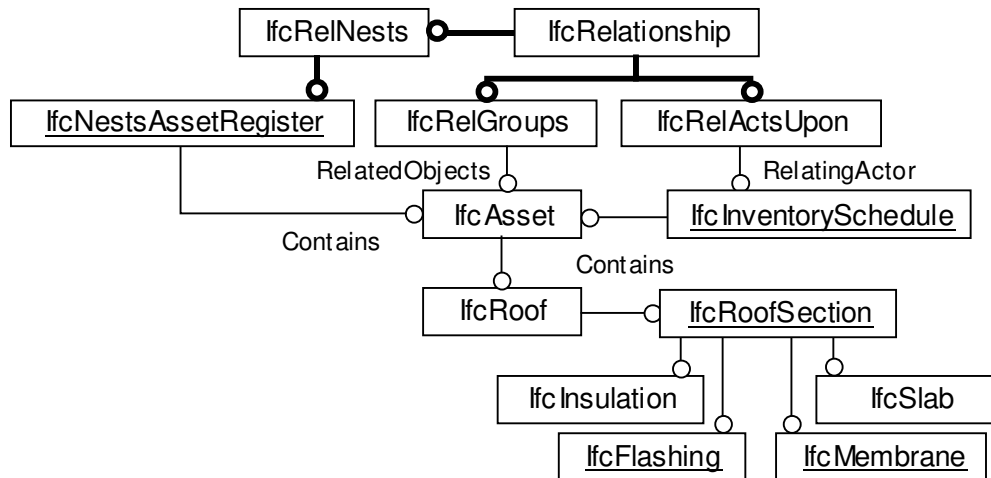 IfcRelNests
IfcRelationship
IfcNestsAssetRegister
IfcRelGroups
IfcRelActsUpon
RelatedObjects
RelatingActor
IfcAsset
IfcInventorySchedule
Contains
Contains
IfcRoof
IfcRoofSection
IfcInsulation
IfcSlab
IfcFlashing
IfcMembrane